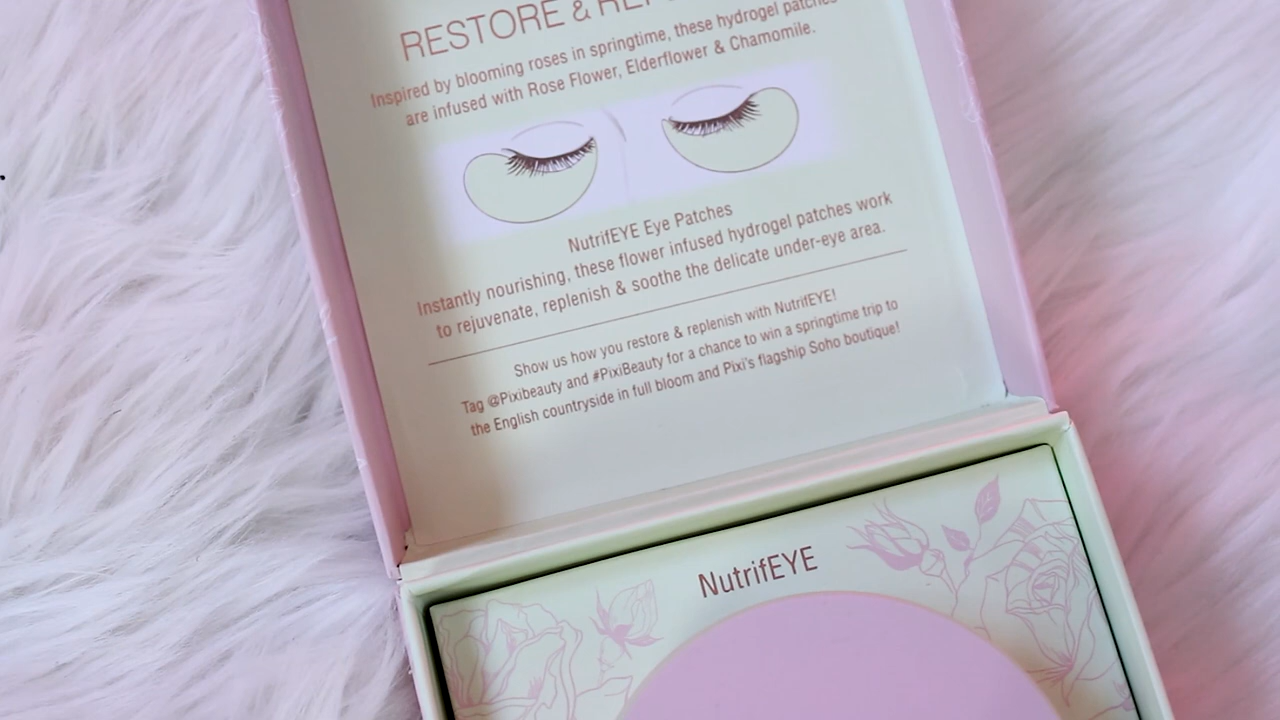 RESTORE &
Inspired by blooming roses in springtime, these hydrogel patches
are infused with Rose Flower, Elderflower & Chamomile.
NutrifEYE Eye Patches
Instantly nourishing, these flower infused hydrogel patches work
to rejuvenate, replenish & soothe the delicate under-eye area.
Show us how you restore & replenish with NutrifEYE!
Tag @Pixibeauty and #PixiBeauty for a chance to win a springtime trip to
the English countryside in full bloom and Pixi's flagship Soho boutique!
NutrifEYE